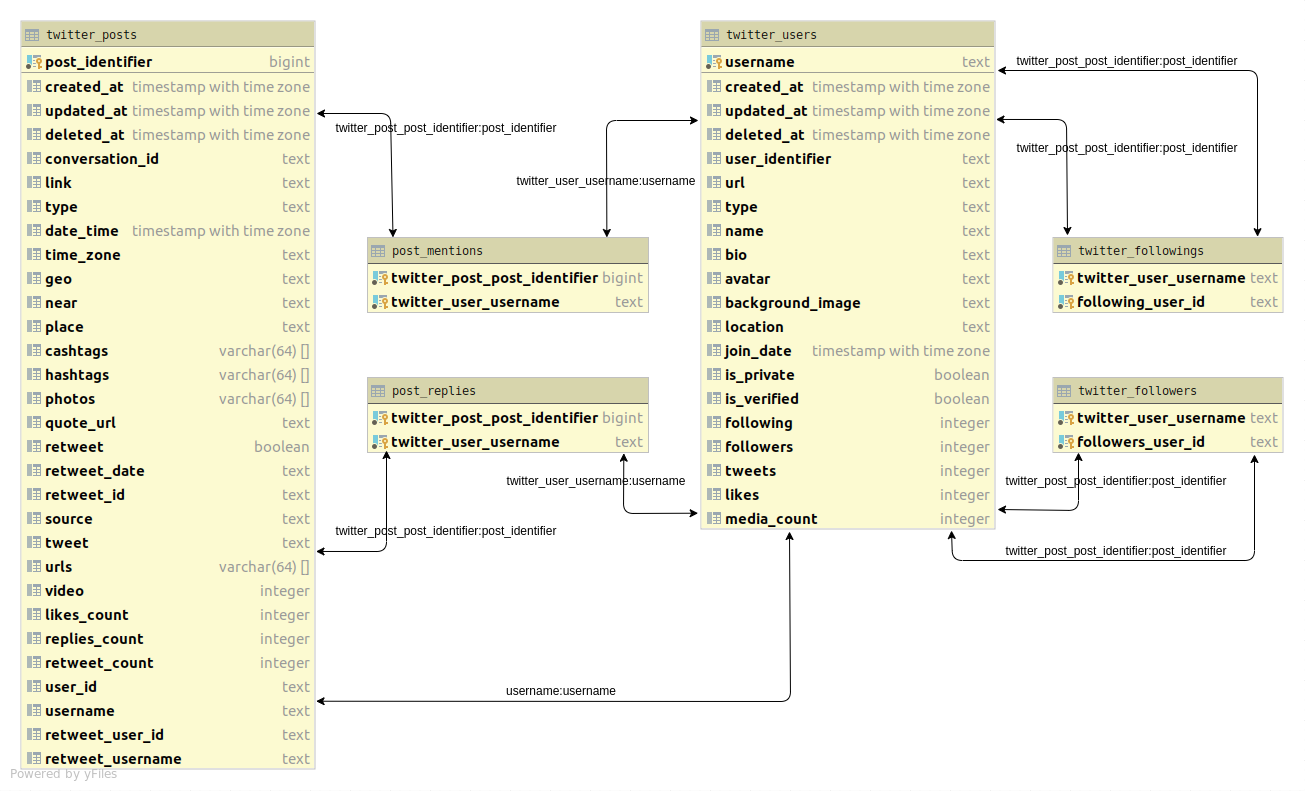 twitter_posts
post_identifier bigint
created_at timestamp with time zone
updated_at timestamp with time zone
deleted_at timestamp with time zone
conversation_id text
link text
type text
date_time timestamp with time zone
time_zone text
geo text
near text
place text
cashtags varchar(64) []
hashtags varchar(64) []
photos varchar(64) []
quote_url text
retweet boolean
retweet_date text
retweet_id text
source text
tweet text
urls varchar(64) []
video integer
likes_count integer
replies_count integer
retweet_count integer
user_id text
username text
retweet_user_id text
retweet_username text
Powered by yFiles
twitter_post_post_identifier:post_identifier
twitter_user_username:username
post_mentions
twitter_post_post_identifier bigint
twitter_user_username text
post_replies
twitter_post_post_identifier bigint
twitter_user_username text
twitter_user_username:username
twitter_post_post_identifier:post_identifier
username:username
twitter_users
username text
created_at timestamp with time zone
updated_at timestamp with time zone
deleted_at timestamp with time zone
user_identifier text
url text
type text
name text
bio text
avatar text
background_image text
location text
join_date timestamp with time zone
is_private boolean
is_verified boolean
following integer
followers integer
tweets integer
likes integer
media_count integer
twitter_post_post_identifier:post_identifier
twitter_post_post_identifier:post_identifier
twitter_followings
twitter_user_username text
following_user_id text
twitter_followers
twitter_user_username text
followers_user_id text
twitter_post_post_identifier:post_identifier
twitter_post_post_identifier:post_identifier